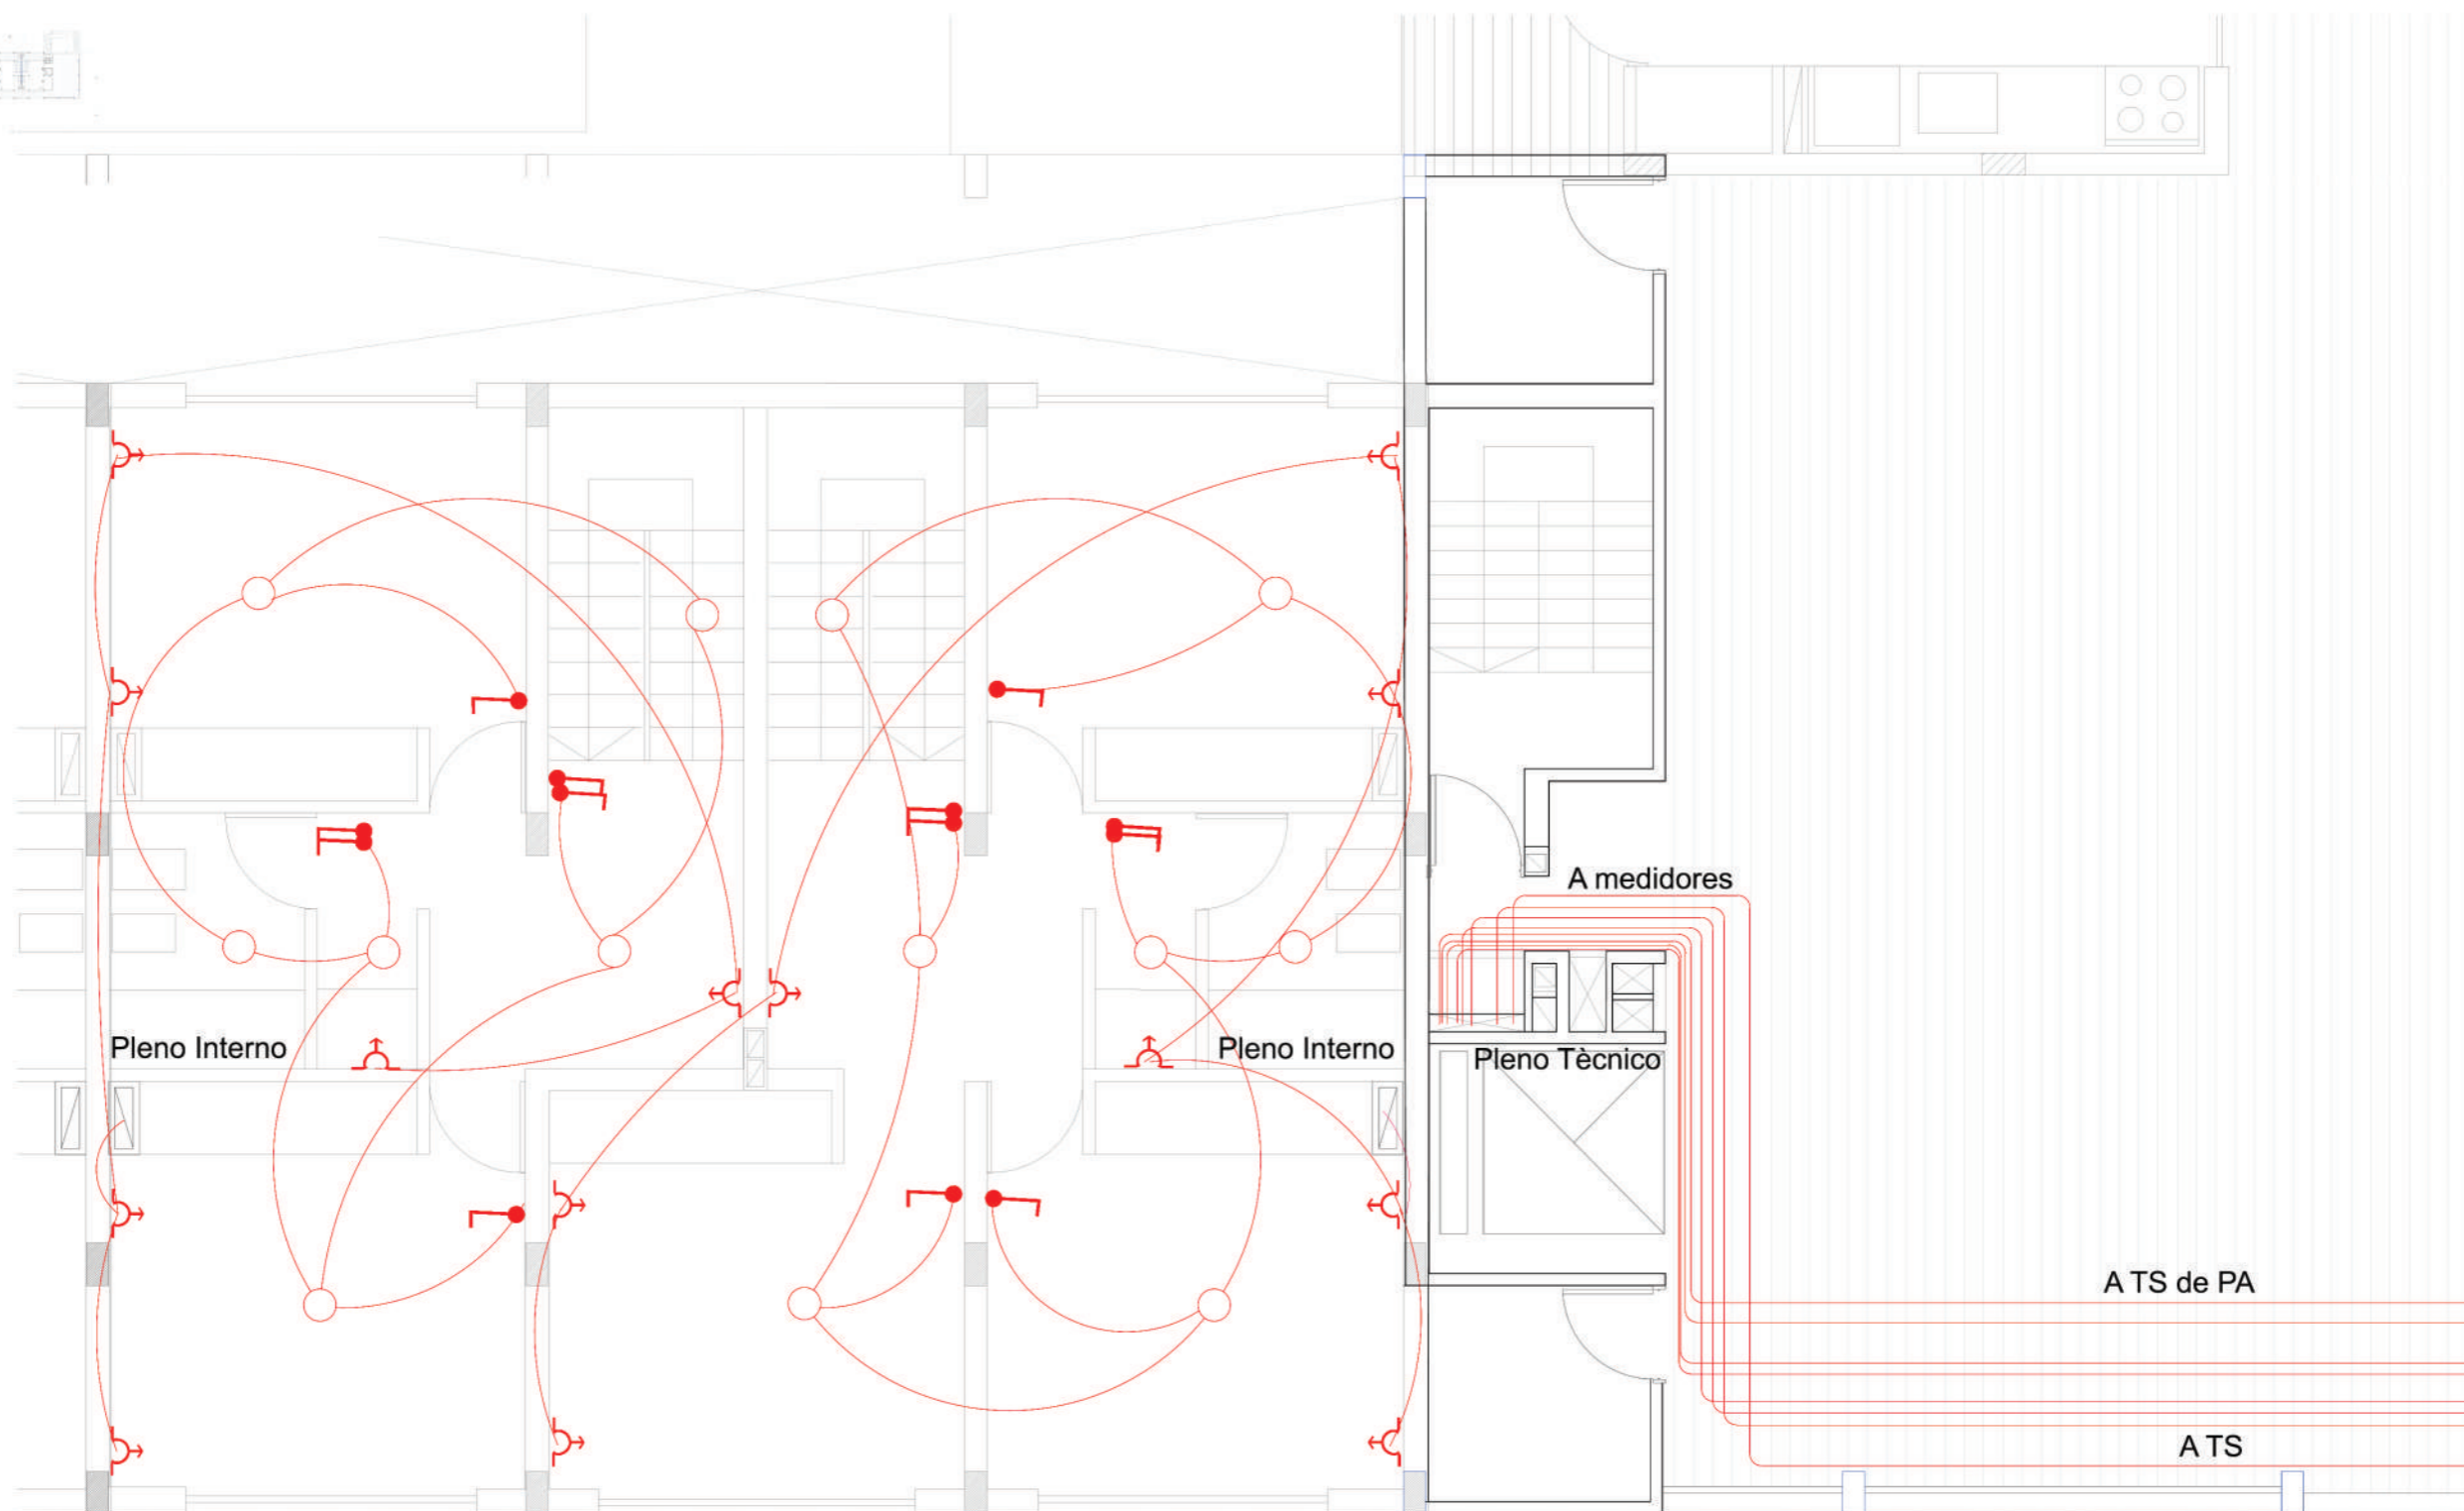 A medidores
Pleno Interno
Pleno Interno
Pleno Tècnico
A TS de PA
A TS